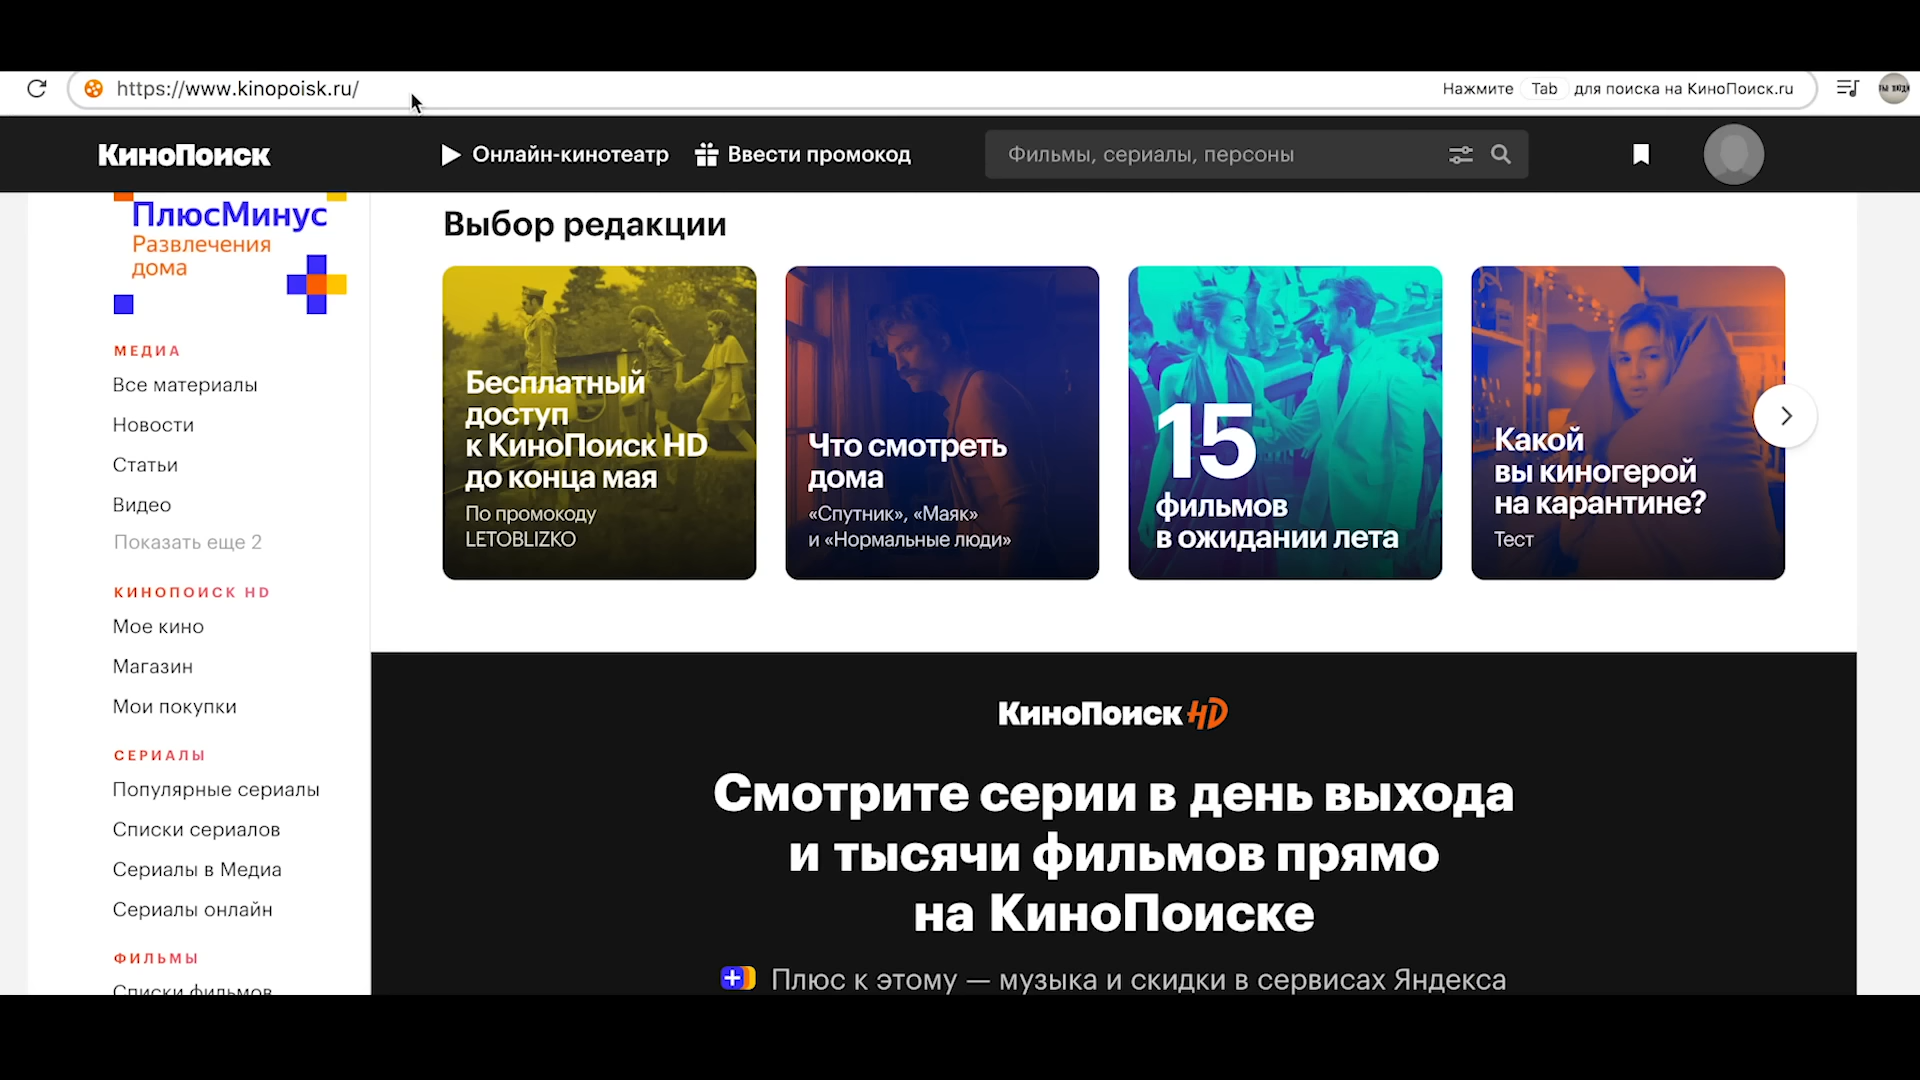 https://www.kinopoisk.ru/
Нажмите Tab для поиска на КиноПоиск.ru
КиноПоиск
Онлайн-кинотеатр
Ввести промокод
Фильмы, сериалы, персоны
ПлюсМинус
Развлечения
дома
МЕДИА
Все материалы
Новости
Статьи
Видео
Показать еще 2
КИНОПОИСК HD
Мое кино
Магазин
Мои покупки
СЕРИАЛЫ
Популярные сериалы
Списки сериалов
Сериалы в Медиа
Сериалы онлайн
ФИЛЬМЫ
Списки фильмов
Выбор редакции
Бесплатный
доступ
к КиноПоиск HD
до конца мая
По промокоду
LETOBLIZKO
Что смотреть
дома
«Спутник», «Маяк»
и «Нормальные люди»
15
фильмов
в ожидании лета
Какой
вы киногерой
на карантине?
Тест
КиноПоиск HD
Смотрите серии в день выхода
и тысячи фильмов прямо
на КиноПоиске
Плюс к этому — музыка и скидки в сервисах Яндекса